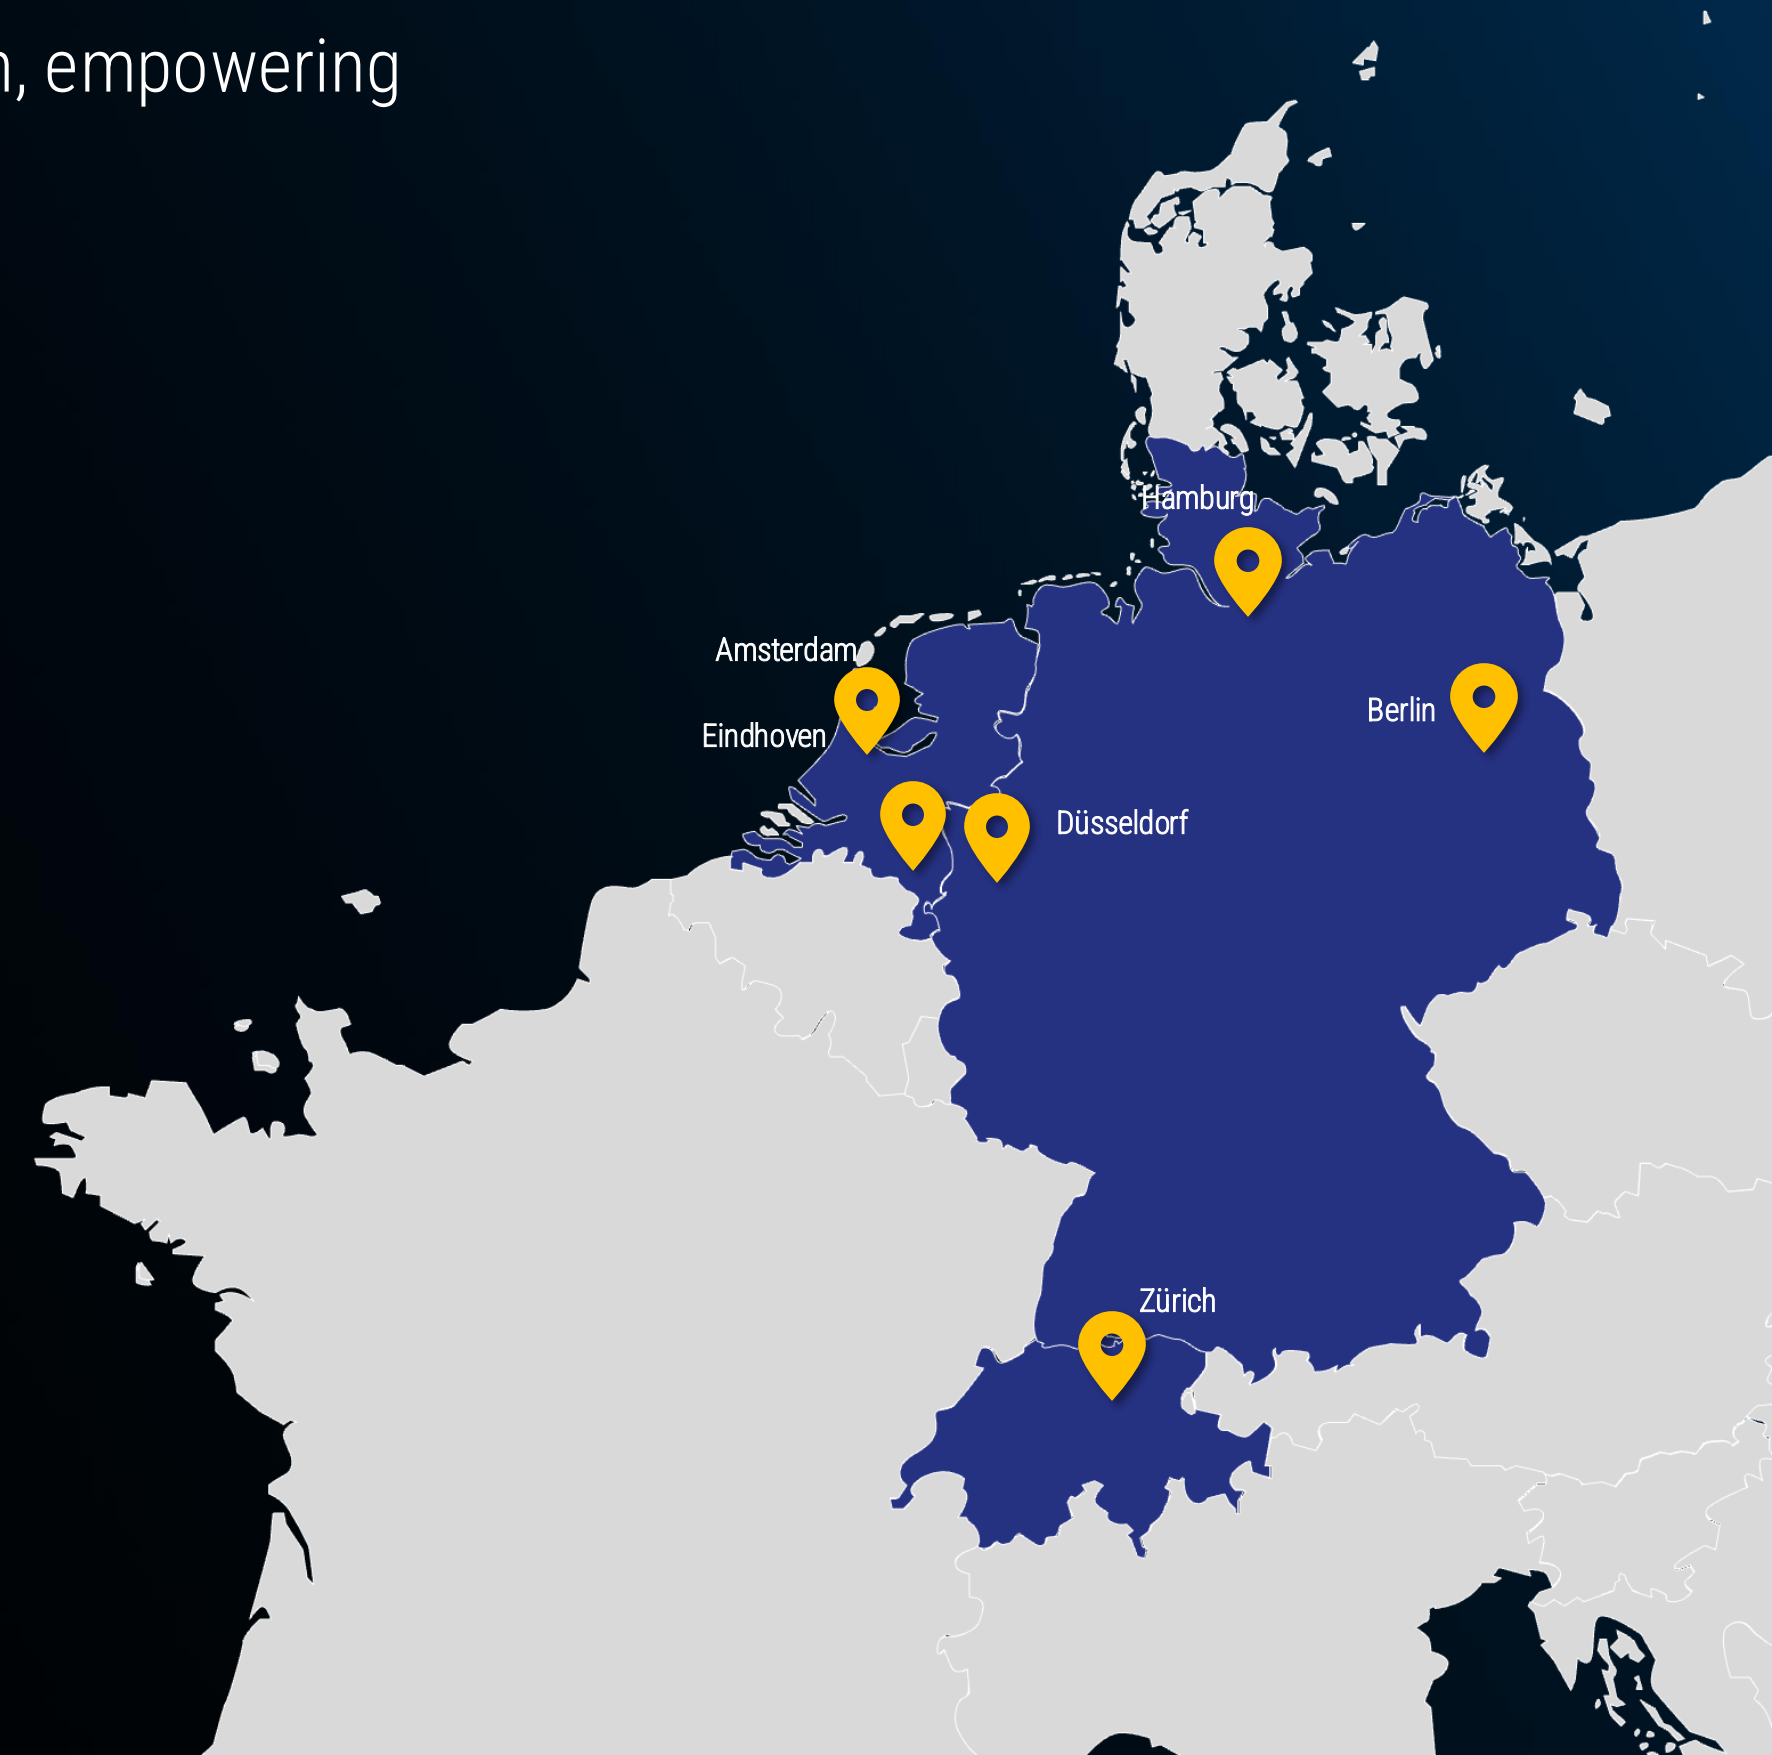 , empowering
Hamburg
Amsterdam
Eindhoven
Berlin
Düsseldorf
Zürich